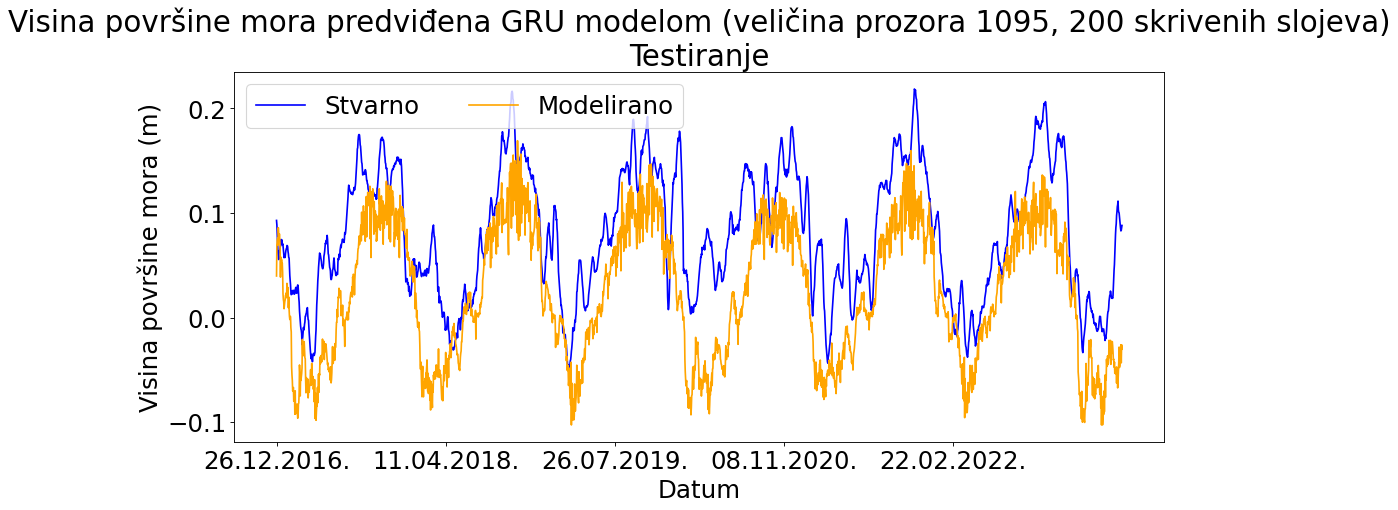 Visina površine mora predviđena GRU modelom (veličina prozora 1095, 200 skrivenih slojeva)
Testiranje
Stvarno Modelirano
Visina površine mora (m)
0.2
0.1
0.0
−0.1
26.12.2016. 11.04.2018. 26.07.2019. 08.11.2020. 22.02.2022.
Datum